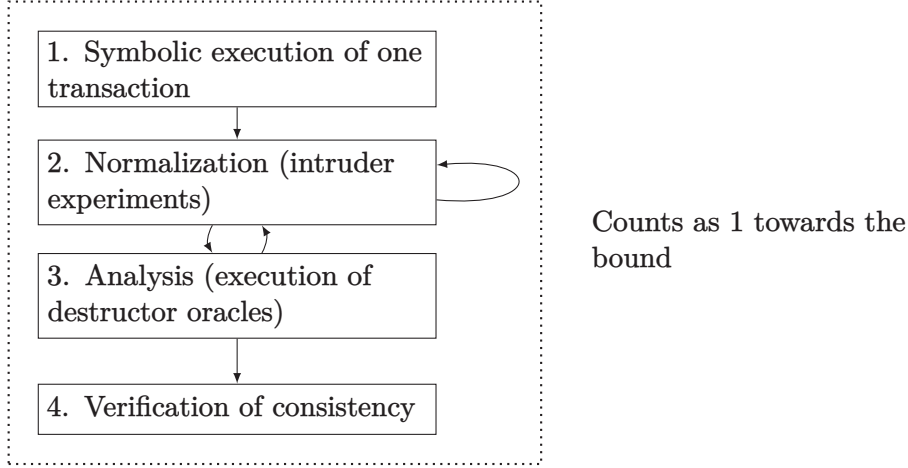 1. Symbolic execution of one
transaction
2. Normalization (intruder
experiments)
3. Analysis (execution of
destructor oracles)
4. Verification of consistency
Counts as 1 towards the
bound